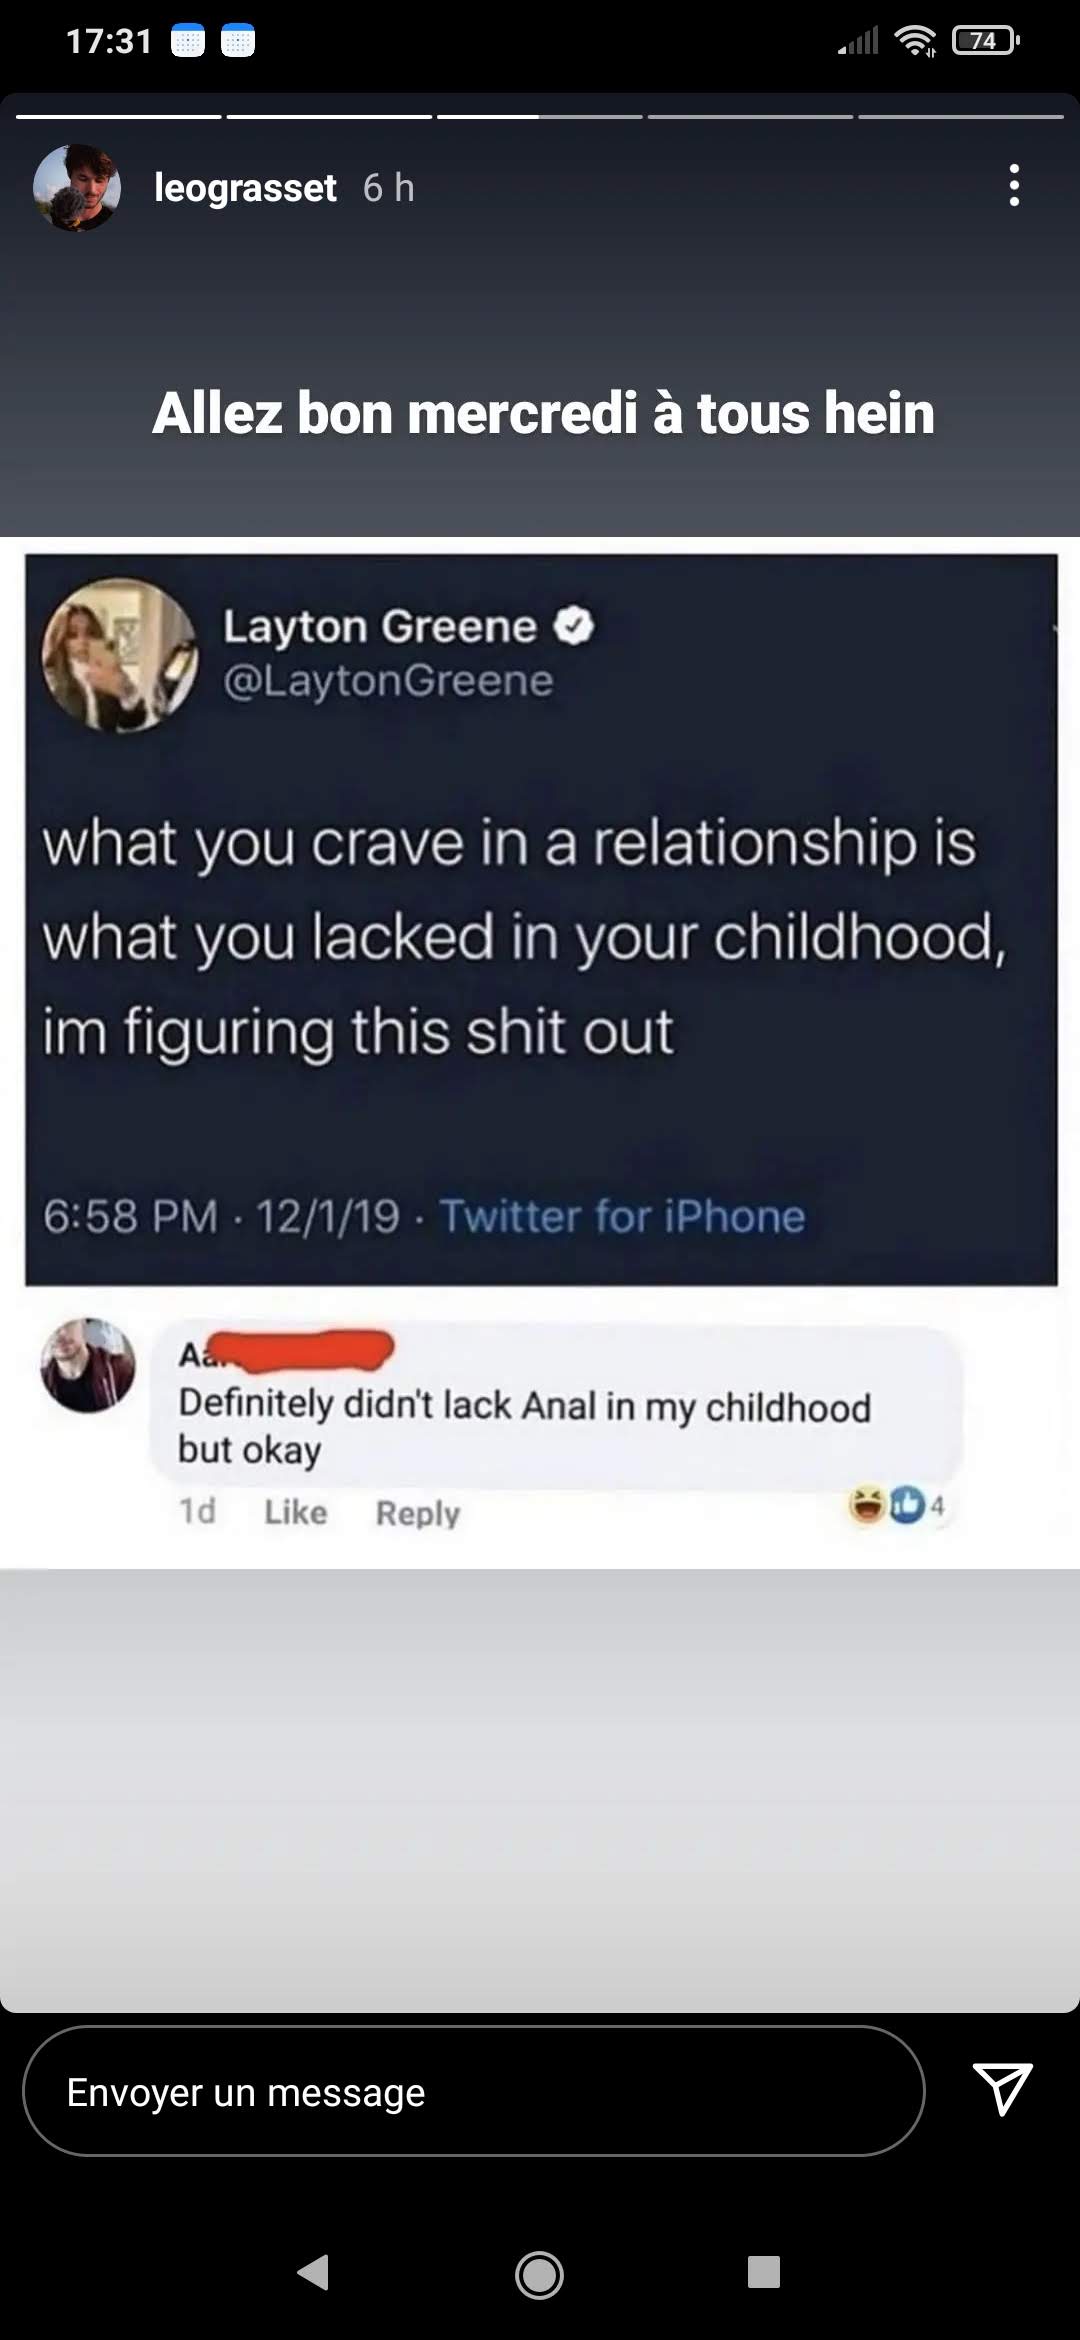 17:31
74
leograsset 6 h
Allez bon mercredi à tous hein
Layton Greene
@LaytonGreene
what you crave in a relationship is
what you lacked in your childhood,
im figuring this shit out
6:58 PM · 12/1/19 · Twitter for iPhone
Definitely didn't lack Anal in my childhood
but okay
1d Like Reply 4
Envoyer un message